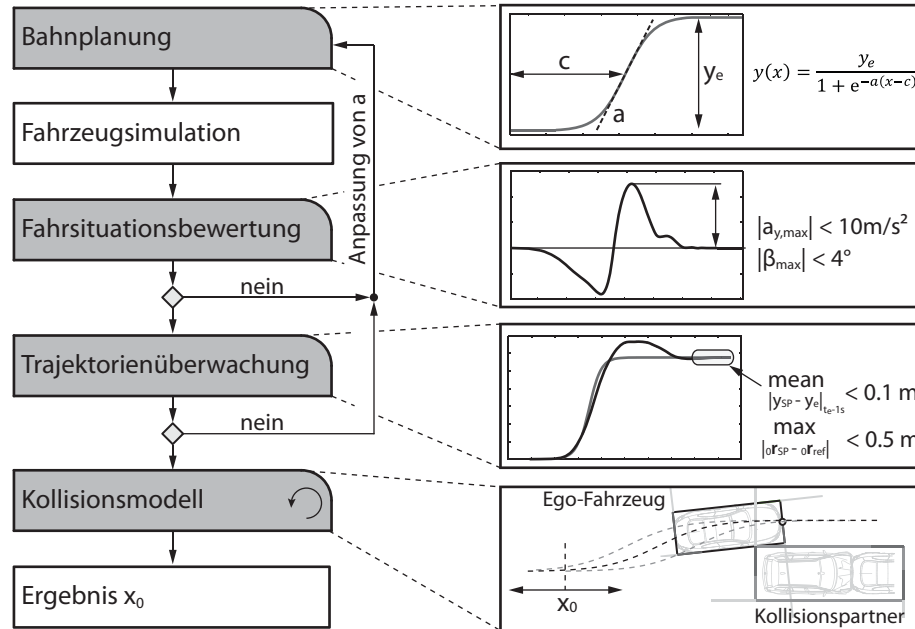 Bahnplanung
Fahrzeugsimulation
Fahrsituationsbewertung
nein
Trajektorienüberwachung
nein
Kollisionsmodell
Ergebnis x₀
Anpassung von a
c
a
yₑ
y(x) = yₑ / (1 + e^(-a(x-c)))
|a_y,max| < 10m/s²
|β_max| < 4°
mean
|y_SP - yₑ|_tₑ-1s < 0.1 m
max
|₀r_SP - ₀r_ref| < 0.5 m
Ego-Fahrzeug
x₀
Kollisionspartner